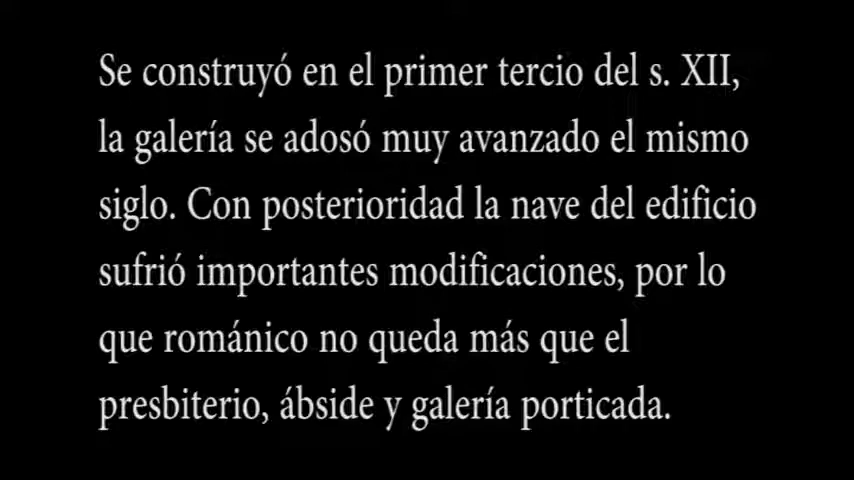 Se construyó en el primer tercio del s. XII,
la galería se adosó muy avanzado el mismo
siglo. Con posterioridad la nave del edificio
sufrió importantes modificaciones, por lo
que románico no queda más que el
presbiterio, ábside y galería porticada.